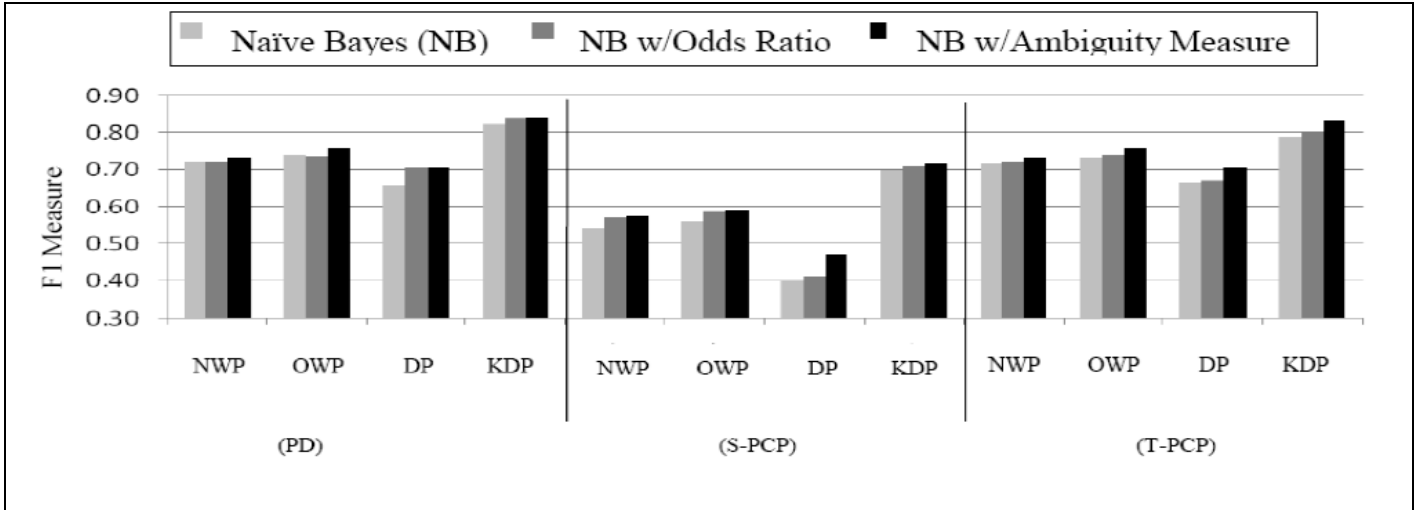 Naïve Bayes (NB) NB w/Odds Ratio NB w/Ambiguity Measure
F1 Measure
0.90
0.80
0.70
0.60
0.50
0.40
0.30
NWP OWP DP KDP NWP OWP DP KDP NWP OWP DP KDP
(PD) (S-PCP) (T-PCP)